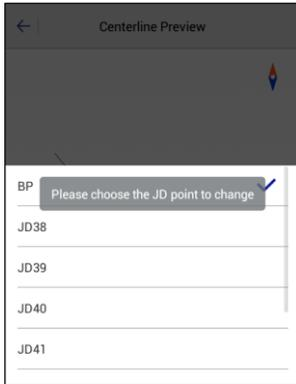 Centerline Preview
BP
Please choose the JD point to change
JD38
JD39
JD40
JD41